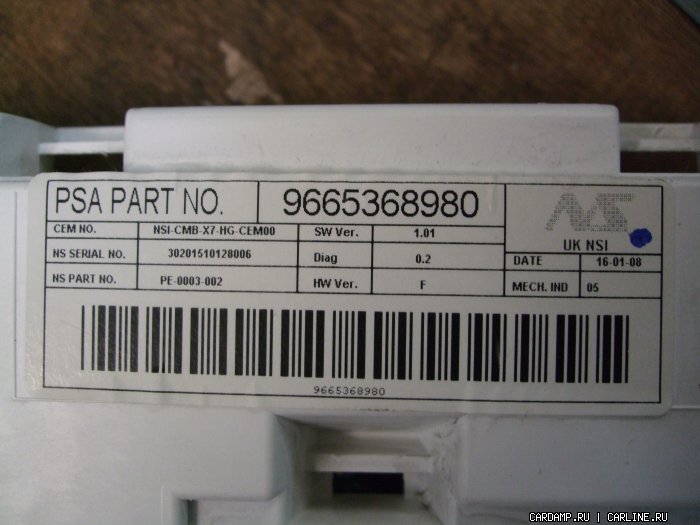 PSA PART NO. 9665368980
NS
UK NSI
CEM NO. NSI-CMB-X7-HG-CEM00 SW Ver. 1.01
NS SERIAL NO. 30201510128006 Diag 0.2 DATE 16-01-08
NS PART NO. PE-0003-002 HW Ver. F MECH. IND 05
9665368980
CARDAMP.RU | CARLINE.RU